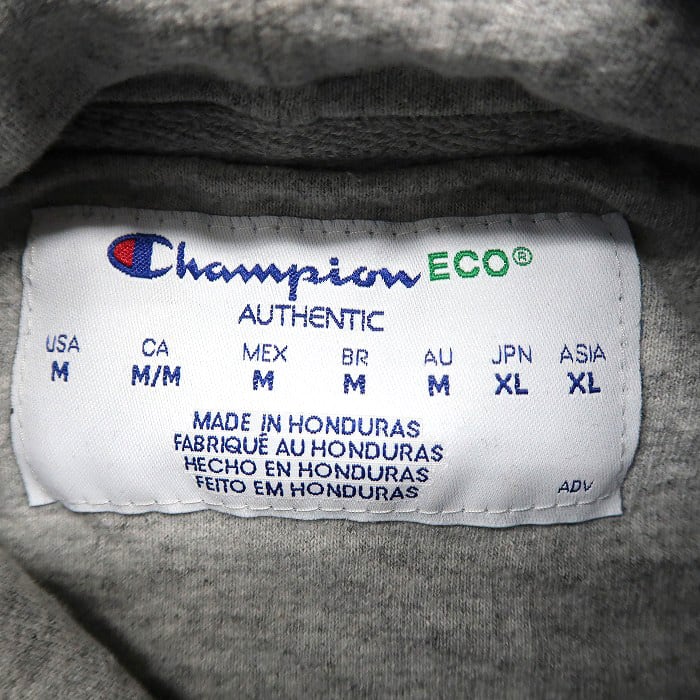 Champion ECO®
AUTHENTIC
USA CA MEX BR AU JPN ASIA
M M/M M M M XL XL
MADE IN HONDURAS
FABRIQUÉ AU HONDURAS
HECHO EN HONDURAS
FEITO EM HONDURAS
ADV